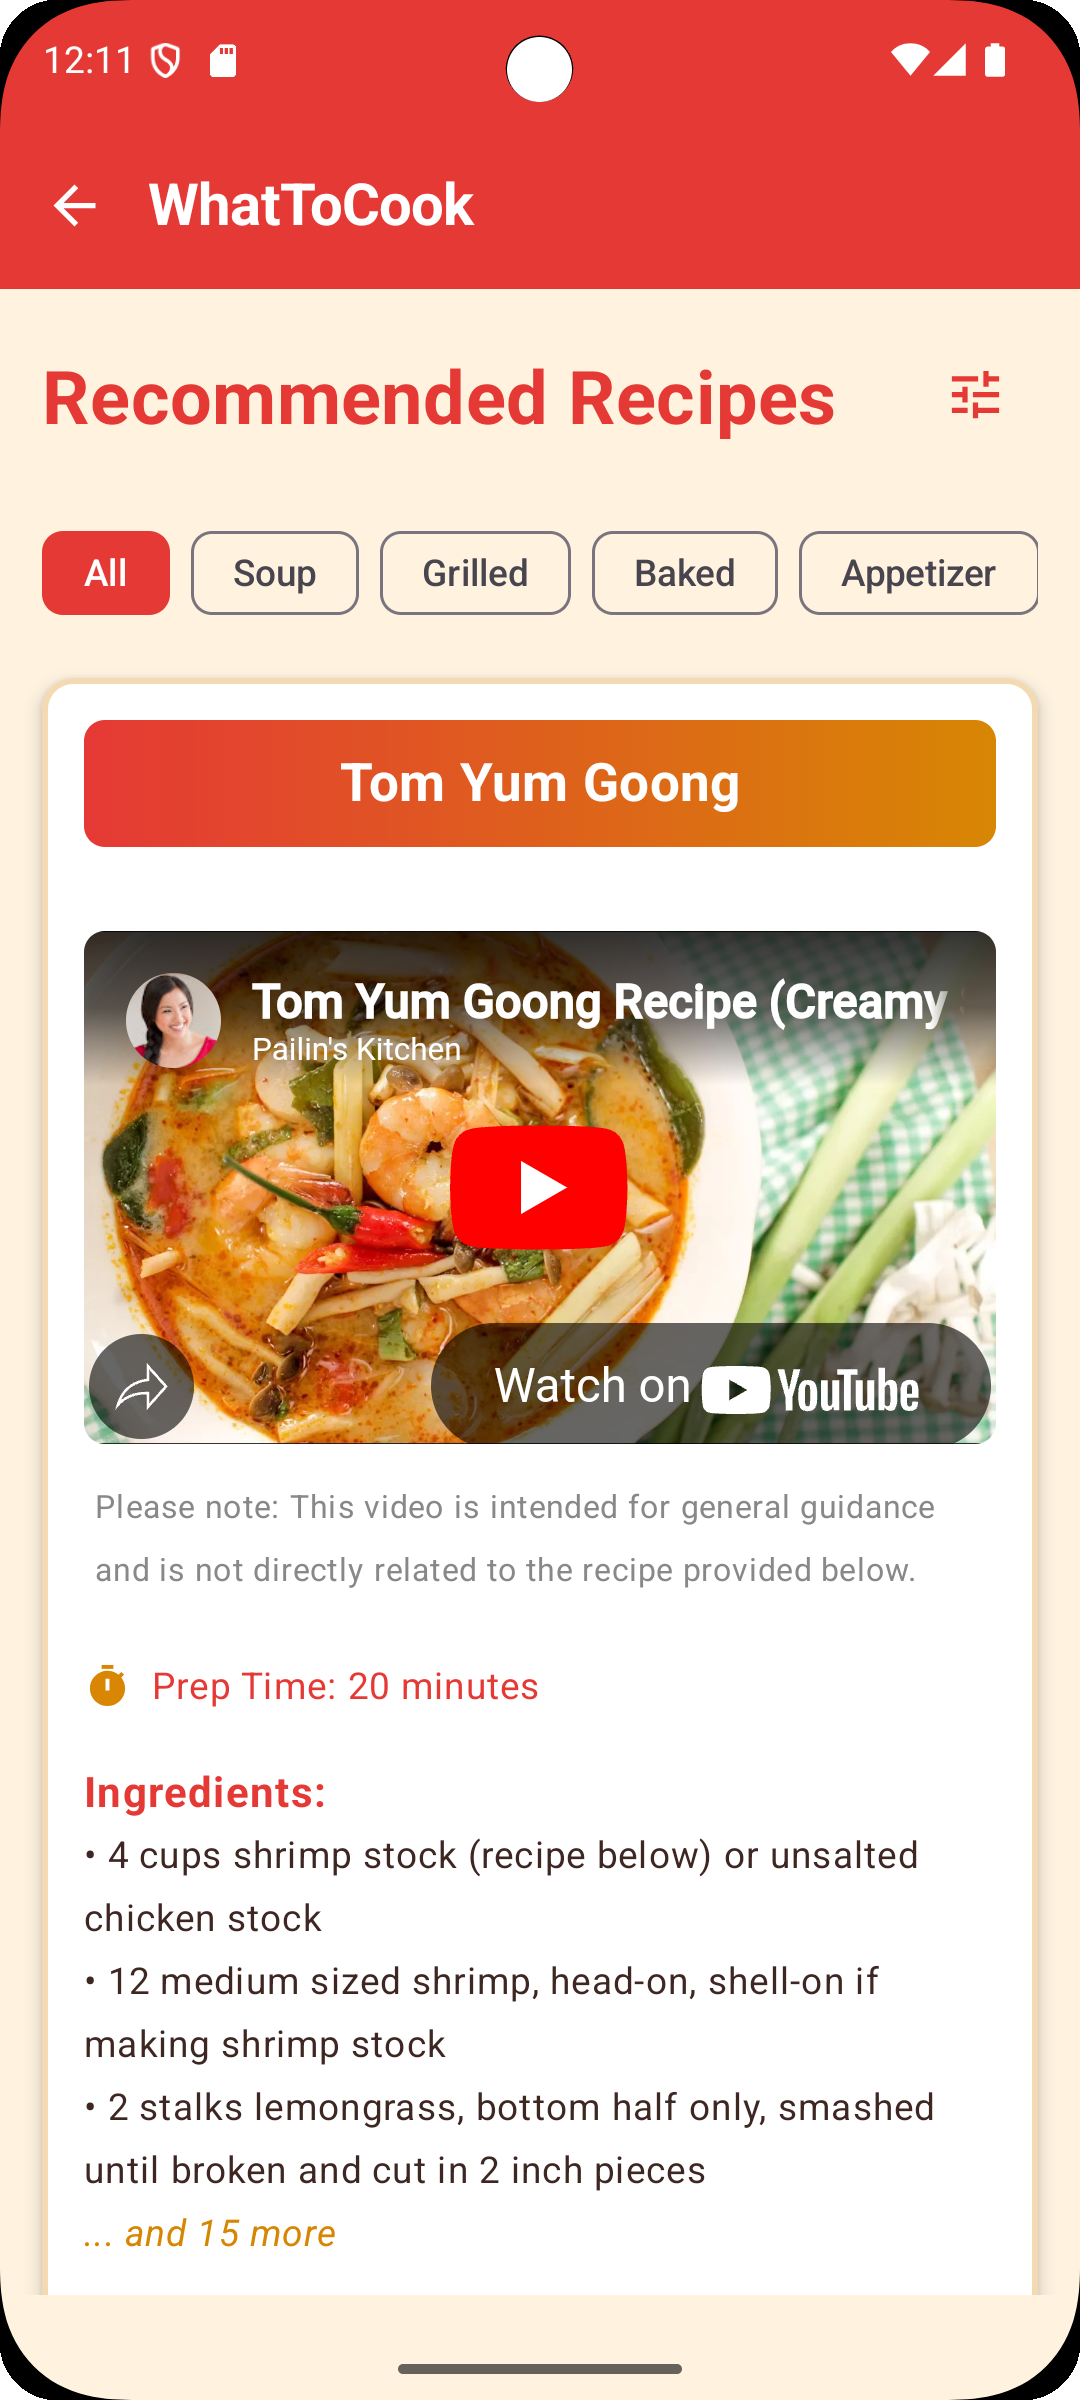 12:11
WhatToCook
Recommended Recipes
All
Soup
Grilled
Baked
Appetizer
Tom Yum Goong
Tom Yum Goong Recipe (Creamy
Pailin's Kitchen
Watch on YouTube
Please note: This video is intended for general guidance
and is not directly related to the recipe provided below.
Prep Time: 20 minutes
Ingredients:
• 4 cups shrimp stock (recipe below) or unsalted
chicken stock
• 12 medium sized shrimp, head-on, shell-on if
making shrimp stock
• 2 stalks lemongrass, bottom half only, smashed
until broken and cut in 2 inch pieces
... and 15 more